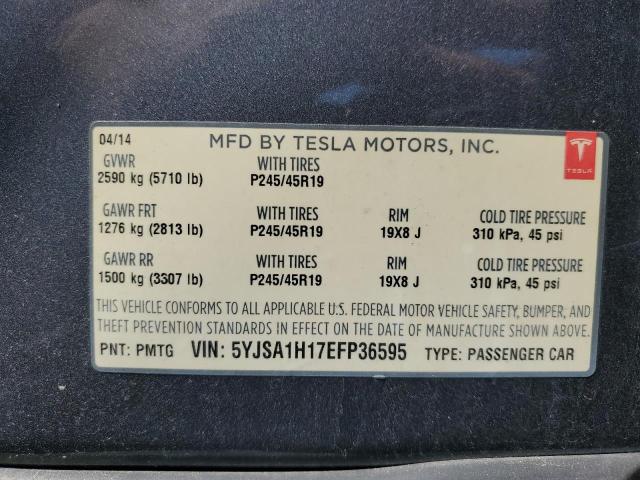 04/14 MFD BY TESLA MOTORS, INC.
TESLA
GVWR WITH TIRES
2590 kg (5710 lb) P245/45R19
GAWR FRT WITH TIRES RIM COLD TIRE PRESSURE
1276 kg (2813 lb) P245/45R19 19X8 J 310 kPa, 45 psi
GAWR RR WITH TIRES RIM COLD TIRE PRESSURE
1500 kg (3307 lb) P245/45R19 19X8 J 310 kPa, 45 psi
THIS VEHICLE CONFORMS TO ALL APPLICABLE U.S. FEDERAL MOTOR VEHICLE SAFETY, BUMPER, AND
THEFT PREVENTION STANDARDS IN EFFECT ON THE DATE OF MANUFACTURE SHOWN ABOVE.
PNT: PMTG VIN: 5YJSA1H17EFP36595 TYPE: PASSENGER CAR